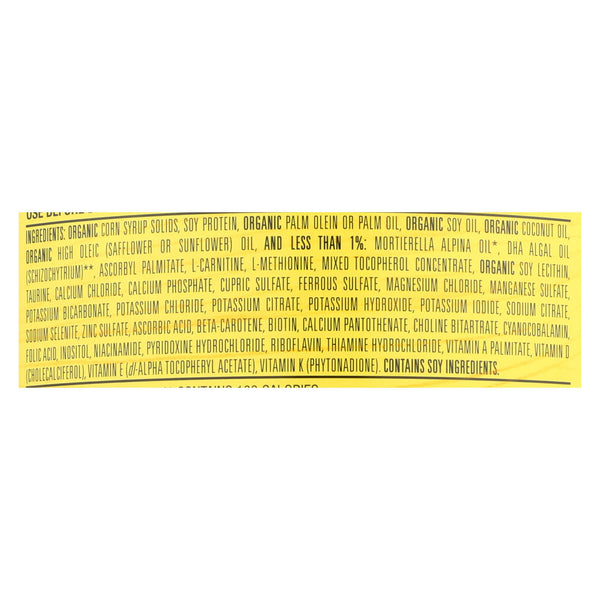 USE BEFORE
INGREDIENTS: ORGANIC CORN SYRUP SOLIDS, SOY PROTEIN, ORGANIC PALM OLEIN OR PALM OIL, ORGANIC SOY OIL, ORGANIC COCONUT OIL,
ORGANIC HIGH OLEIC (SAFFLOWER OR SUNFLOWER) OIL, AND LESS THAN 1%: MORTIERELLA ALPINA OIL*, DHA ALGAL OIL
(SCHIZOCHYTRIUM)**, ASCORBYL PALMITATE, L-CARNITINE, L-METHIONINE, MIXED TOCOPHEROL CONCENTRATE, ORGANIC SOY LECITHIN,
TAURINE, CALCIUM CHLORIDE, CALCIUM PHOSPHATE, CUPRIC SULFATE, FERROUS SULFATE, MAGNESIUM CHLORIDE, MANGANESE SULFATE,
POTASSIUM BICARBONATE, POTASSIUM CHLORIDE, POTASSIUM CITRATE, POTASSIUM HYDROXIDE, POTASSIUM IODIDE, SODIUM CITRATE,
SODIUM SELENITE, ZINC SULFATE, ASCORBIC ACID, BETA-CAROTENE, BIOTIN, CALCIUM PANTOTHENATE, CHOLINE BITARTRATE, CYANOCOBALAMIN,
FOLIC ACID, INOSITOL, NIACINAMIDE, PYRIDOXINE HYDROCHLORIDE, RIBOFLAVIN, THIAMINE HYDROCHLORIDE, VITAMIN A PALMITATE, VITAMIN D
(CHOLECALCIFEROL), VITAMIN E (dl-ALPHA TOCOPHERYL ACETATE), VITAMIN K (PHYTONADIONE). CONTAINS SOY INGREDIENTS.
CONTAINS 100 CALORIES